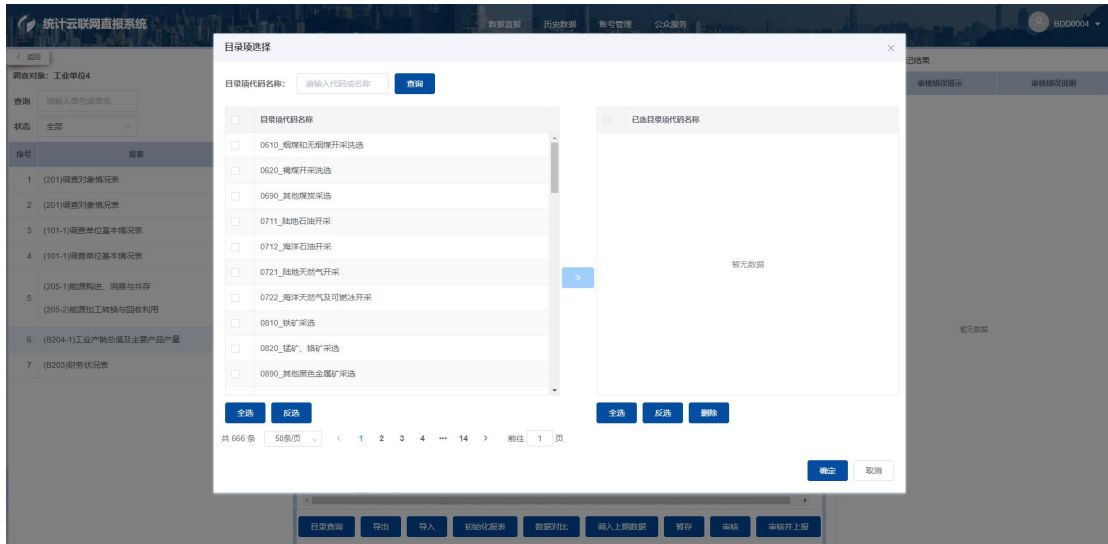 统计云联网直报系统
数据直报 历史数据 账号管理 公众服务
BDD0004
< 返回
调查对象：工业单位4
查询 请输入表号或表名
状态 全部
序号 报表
1 (201)调查对象情况表
2 (201)调查对象情况表
3 (101-1)调查单位基本情况表
4 (101-1)调查单位基本情况表
5 (205-1)能源购进、消费与共存
(205-2)能源加工转换与回收利用
6 (B204-1)工业产销总值及主要产品产量
7 (B203)财务状况表
目录项选择
目录项代码名称： 请输入代码或名称 查询
目录项代码名称
0610_烟煤和无烟煤开采洗选
0620_褐煤开采洗选
0690_其他煤炭采选
0711_陆地石油开采
0712_海洋石油开采
0721_陆地天然气开采
0722_海洋天然气及可燃冰开采
0810_铁矿采选
0820_锰矿、铬矿采选
0890_其他黑色金属矿采选
全选 反选
共 666 条 50条/页 < 1 2 3 4 ··· 14 > 前往 1 页
已选目录项代码名称
暂无数据
全选 反选 删除
确定 取消
审核错误提示 审核错误说明
暂无数据
目录查询 导出 导入 初始化报表 数据对比 调入上期数据 暂存 审核 审核并上报